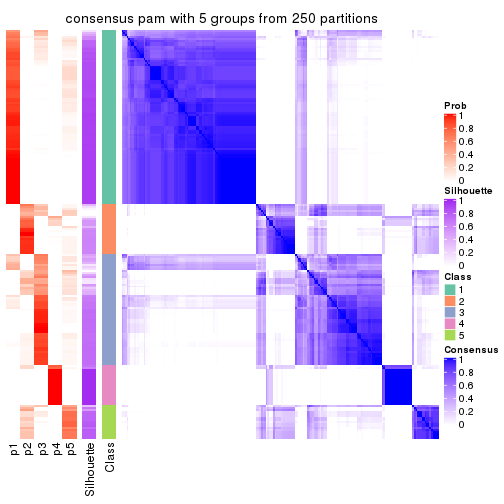 consensus pam with 5 groups from 250 partitions
Prob
1
0.8
0.6
0.4
0.2
0
Silhouette
1
0.8
0.6
0.4
0.2
0
Class
1
2
3
4
5
Consensus
1
0.8
0.6
0.4
0.2
0
p1
p2
p3
p4
p5
Silhouette
Class